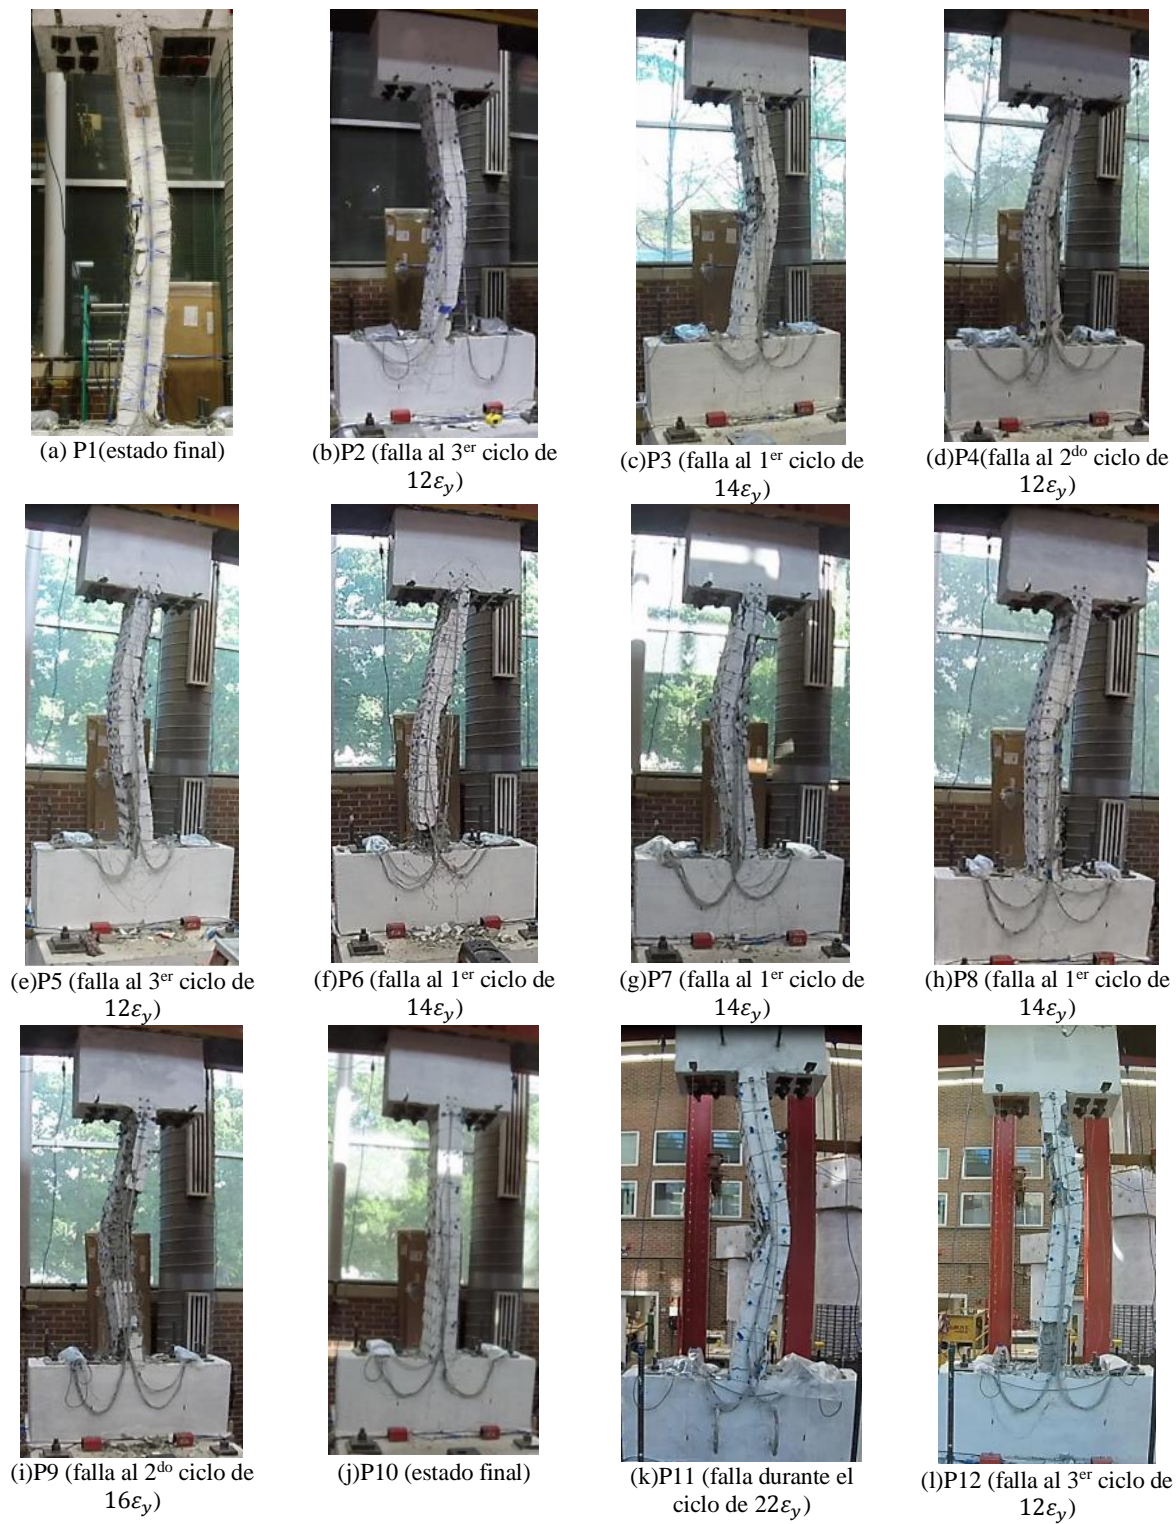 (a) P1(estado final)
(b)P2 (falla al 3er ciclo de
12εy)
(c)P3 (falla al 1er ciclo de
14εy)
(d)P4(falla al 2do ciclo de
12εy)
(e)P5 (falla al 3er ciclo de
12εy)
(f)P6 (falla al 1er ciclo de
14εy)
(g)P7 (falla al 1er ciclo de
14εy)
(h)P8 (falla al 1er ciclo de
14εy)
(i)P9 (falla al 2do ciclo de
16εy)
(j)P10 (estado final)
(k)P11 (falla durante el
ciclo de 22εy)
(l)P12 (falla al 3er ciclo de
12εy)